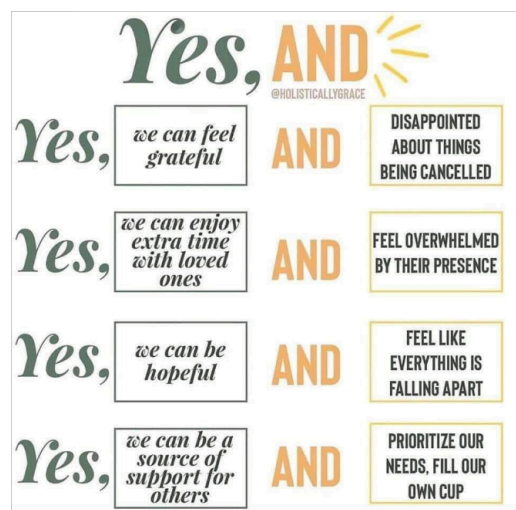 Yes, AND
@HOLISTICALLYGRACE
Yes, we can feel grateful AND DISAPPOINTED ABOUT THINGS BEING CANCELLED
Yes, we can enjoy extra time with loved ones AND FEEL OVERWHELMED BY THEIR PRESENCE
Yes, we can be hopeful AND FEEL LIKE EVERYTHING IS FALLING APART
Yes, we can be a source of support for others AND PRIORITIZE OUR NEEDS, FILL OUR OWN CUP